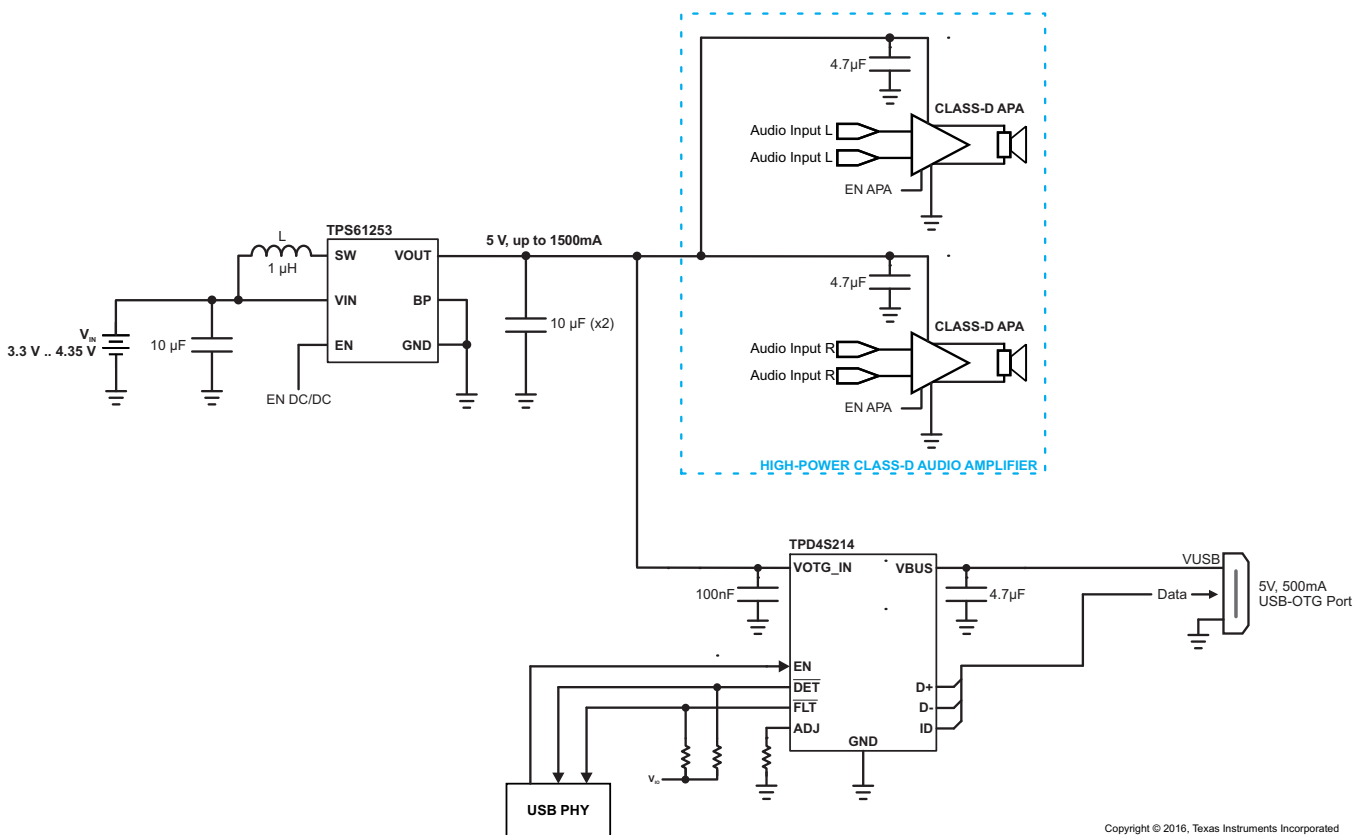 4.7µF
CLASS-D APA
Audio Input L
Audio Input L
EN APA
TPS61253
L
1 µH
SW
VOUT
5 V, up to 1500mA
4.7µF
VIN
BP
10 µF (x2)
CLASS-D APA
V_IN
3.3 V .. 4.35 V
10 µF
EN
GND
Audio Input R
Audio Input R
EN DC/DC
EN APA
HIGH-POWER CLASS-D AUDIO AMPLIFIER
TPD4S214
VOTG_IN
VBUS
VUSB
100nF
4.7µF
Data
5V, 500mA
USB-OTG Port
EN
DET
D+
FLT
D-
ADJ
ID
GND
V_IO
USB PHY
Copyright © 2016, Texas Instruments Incorporated